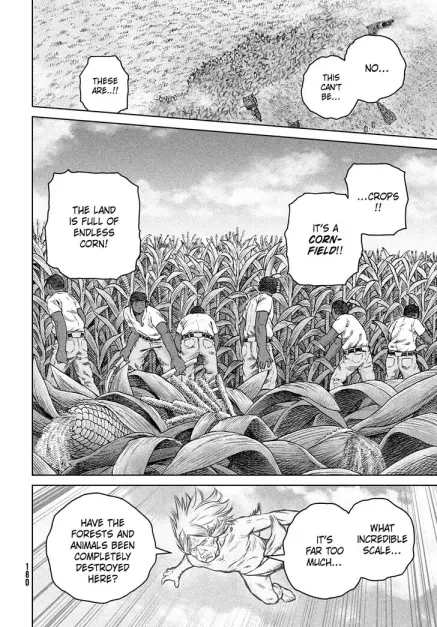 NO...
THIS
CAN'T
BE...
THESE
ARE..!!
...CROPS
!!
IT'S A
CORN-
FIELD!!
THE LAND
IS FULL OF
ENDLESS
CORN!
WHAT
INCREDIBLE
SCALE...
IT'S
FAR TOO
MUCH...
HAVE THE
FORESTS AND
ANIMALS BEEN
COMPLETELY
DESTROYED
HERE?
180